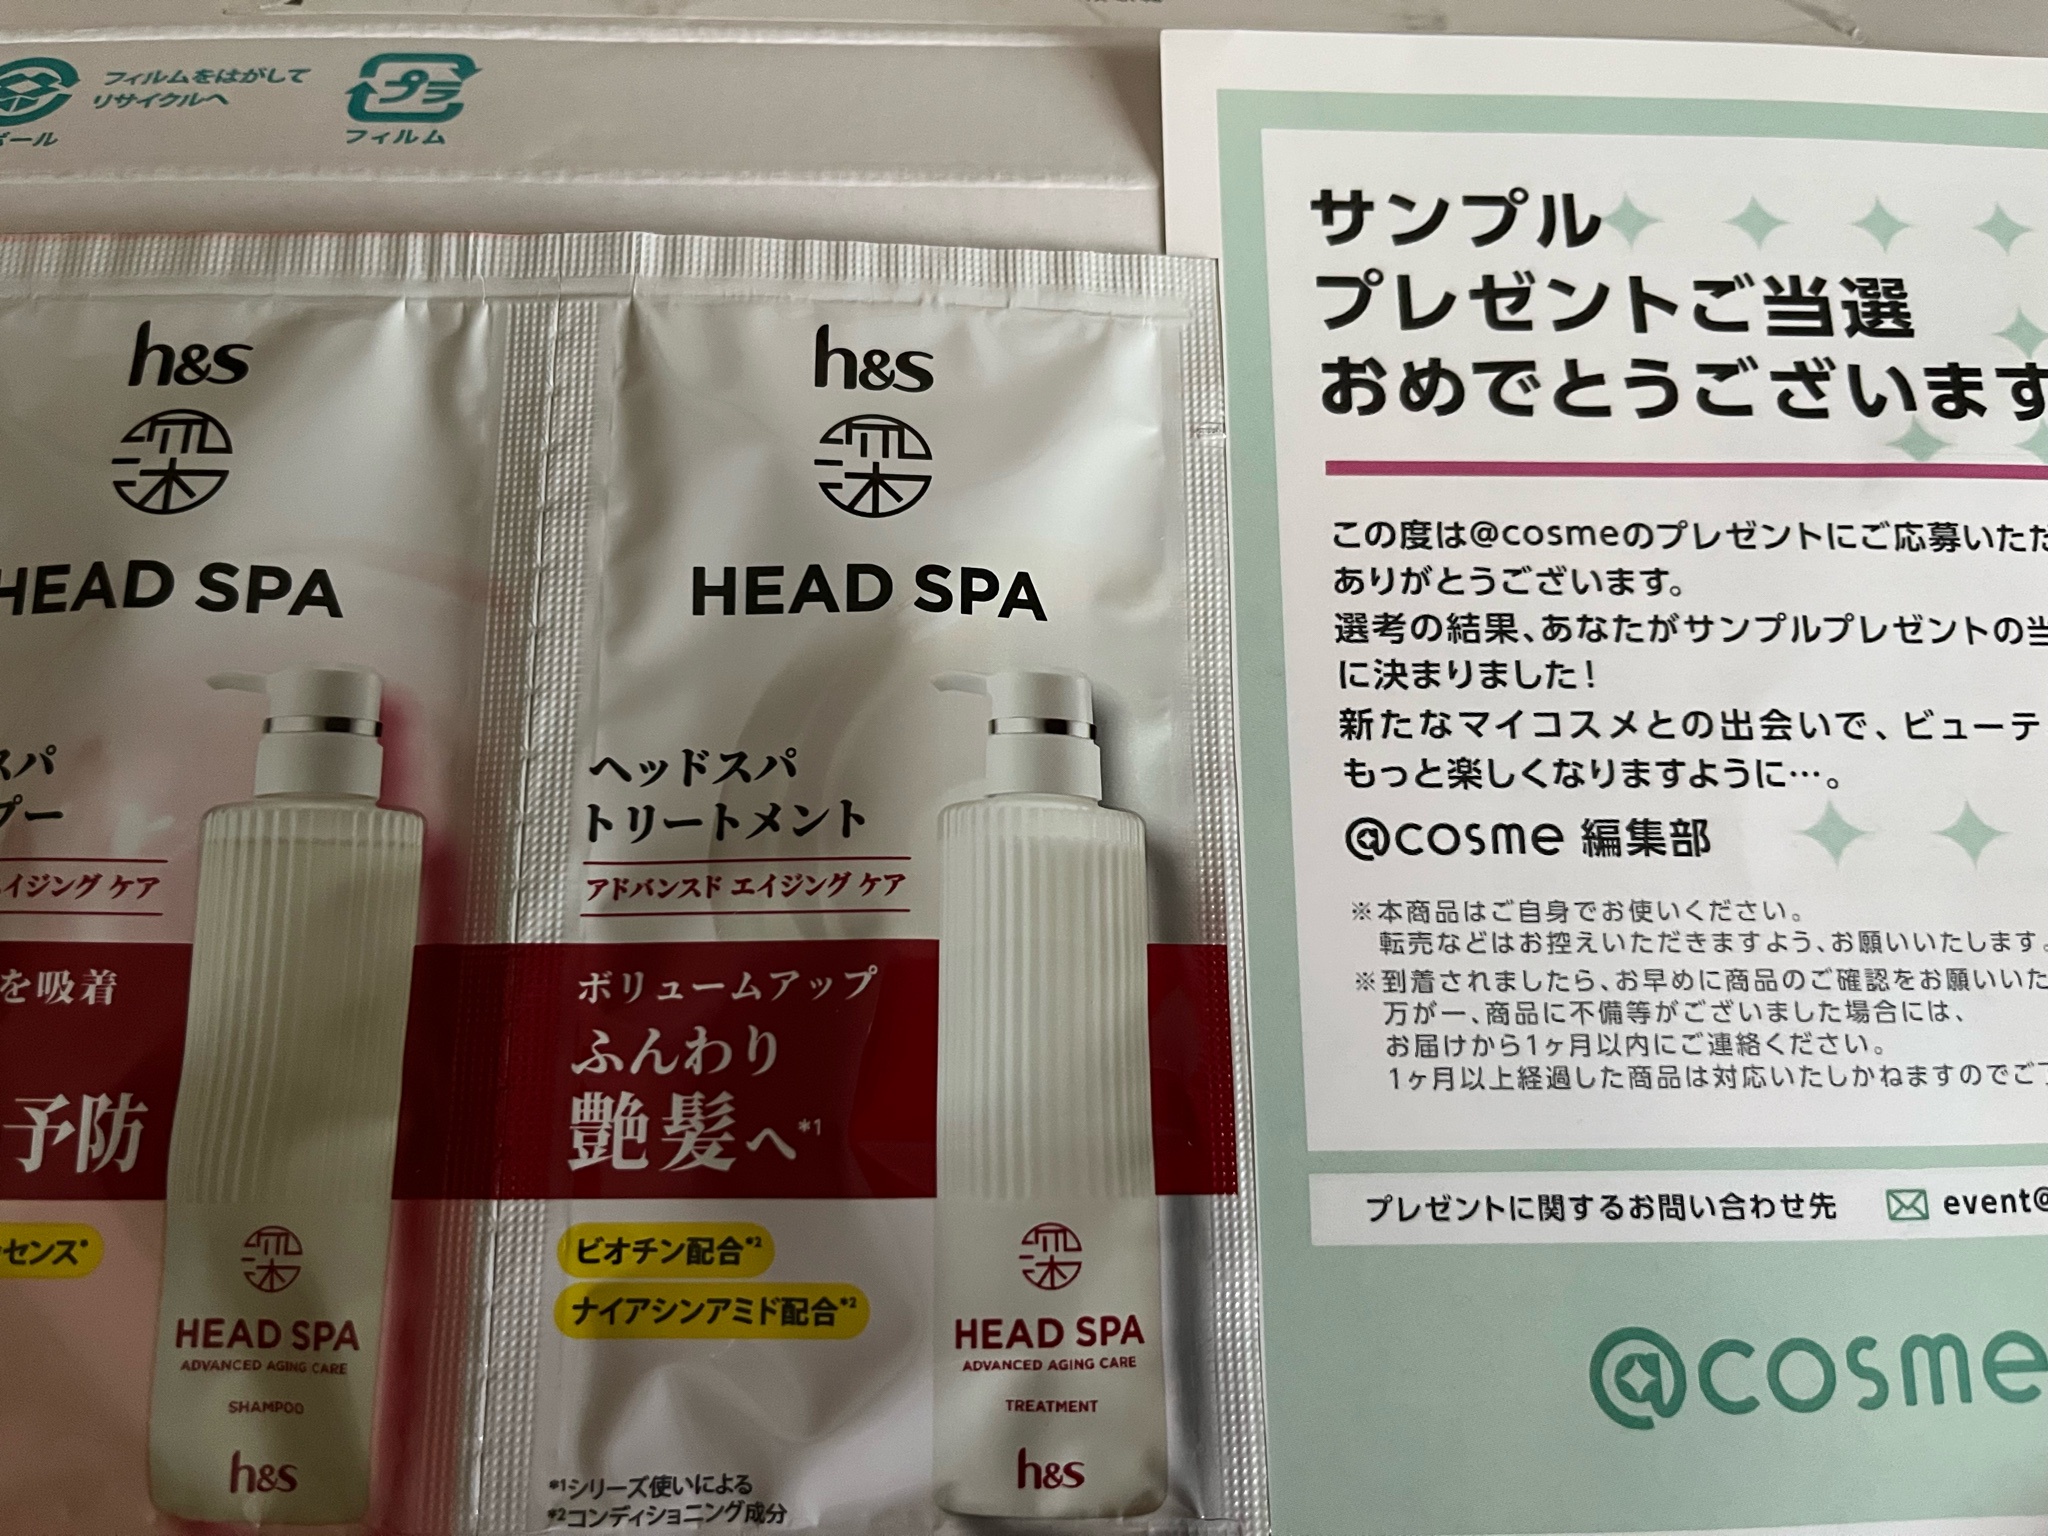 フィルムをはがして
リサイクルへ
プラ
フィルム
ボール
h&s
深
HEAD SPA
スパ
プー
エイジング ケア
を吸着
予防
ッセンス*
深
HEAD SPA
ADVANCED AGING CARE
SHAMPOO
h&s
h&s
深
HEAD SPA
ヘッドスパ
トリートメント
アドバンスド エイジング ケア
ボリュームアップ
ふんわり
艶髪へ*1
ビオチン配合*2
ナイアシンアミド配合*2
深
HEAD SPA
ADVANCED AGING CARE
TREATMENT
h&s
*1シリーズ使いによる
*2コンディショニング成分
サンプル
プレゼントご当選
おめでとうございます
この度は@cosmeのプレゼントにご応募いただ
ありがとうございます。
選考の結果、あなたがサンプルプレゼントの当
に決まりました!
新たなマイコスメとの出会いで、ビューテ
もっと楽しくなりますように…。
@cosme 編集部
※本商品はご自身でお使いください。
転売などはお控えいただきますよう、お願いいたします。
※到着されましたら、お早めに商品のご確認をお願いいた
万が一、商品に不備等がございました場合には、
お届けから1ヶ月以内にご連絡ください。
1ヶ月以上経過した商品は対応いたしかねますのでご了
プレゼントに関するお問い合わせ先 event@
@cosme